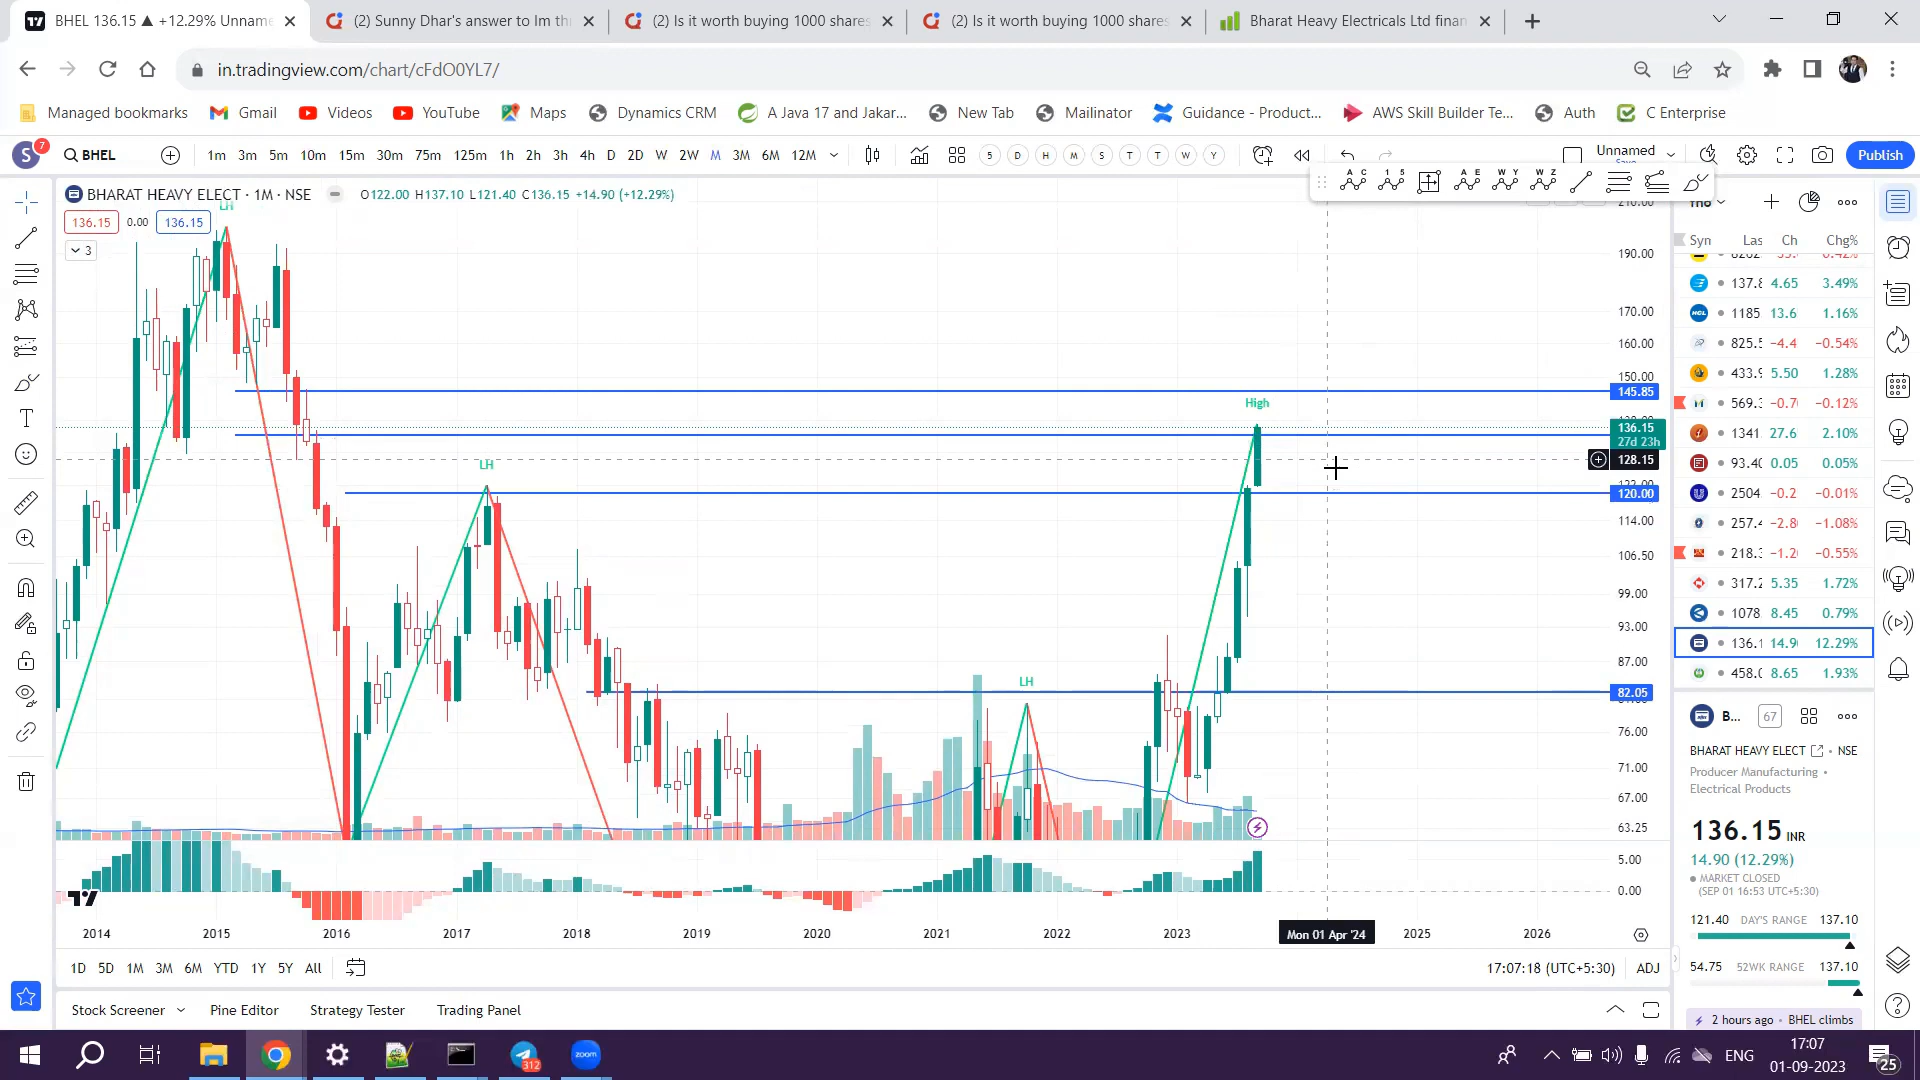 BHEL 136.15 ▲ +12.29% Unname
(2) Sunny Dhar's answer to Im thi
(2) Is it worth buying 1000 shares
(2) Is it worth buying 1000 shares
Bharat Heavy Electricals Ltd finan
in.tradingview.com/chart/cFdO0YL7/
Managed bookmarks
Gmail
Videos
YouTube
Maps
Dynamics CRM
A Java 17 and Jakar...
New Tab
Mailinator
Guidance - Product...
AWS Skill Builder Te...
Auth
C Enterprise
S 7
BHEL
1m 3m 5m 10m 15m 30m 75m 125m 1h 2h 3h 4h D 2D W 2W M 3M 6M 12M
5 D H M S T T W Y
Unnamed
Save
Publish
BHARAT HEAVY ELECT · 1M · NSE
O122.00 H137.10 L121.40 C136.15 +14.90 (+12.29%)
136.15 0.00 136.15
3
LH
LH
LH
High
A C
1 5
A E
W Y
W Z
210.00
190.00
170.00
160.00
150.00
145.85
136.15
27d 23h
128.15
122.00
120.00
114.00
106.50
99.00
93.00
87.00
82.05
76.00
71.00
67.00
63.25
5.00
0.00
2014 2015 2016 2017 2018 2019 2020 2021 2022 2023 Mon 01 Apr '24 2025 2026
1D 5D 1M 3M 6M YTD 1Y 5Y All
17:07:18 (UTC+5:30) ADJ
Stock Screener
Pine Editor
Strategy Tester
Trading Panel
Syn Las Ch Chg%
137.8 4.65 3.49%
HCL 1185 13.6 1.16%
825.5 −4.4 −0.54%
433.9 5.50 1.28%
569.3 −0.70 −0.12%
1341 27.6 2.10%
93.40 0.05 0.05%
2504 −0.2 −0.01%
257.4 −2.80 −1.08%
218.3 −1.20 −0.55%
317.2 5.35 1.72%
1078 8.45 0.79%
136.1 14.90 12.29%
458.0 8.65 1.93%
B... 67
BHARAT HEAVY ELECT · NSE
Producer Manufacturing •
Electrical Products
136.15 INR
14.90 (12.29%)
MARKET CLOSED
(SEP 01 16:53 UTC+5:30)
121.40 DAY'S RANGE 137.10
54.75 52WK RANGE 137.10
2 hours ago • BHEL climbs
312
zoom
ENG
17:07
01-09-2023
25